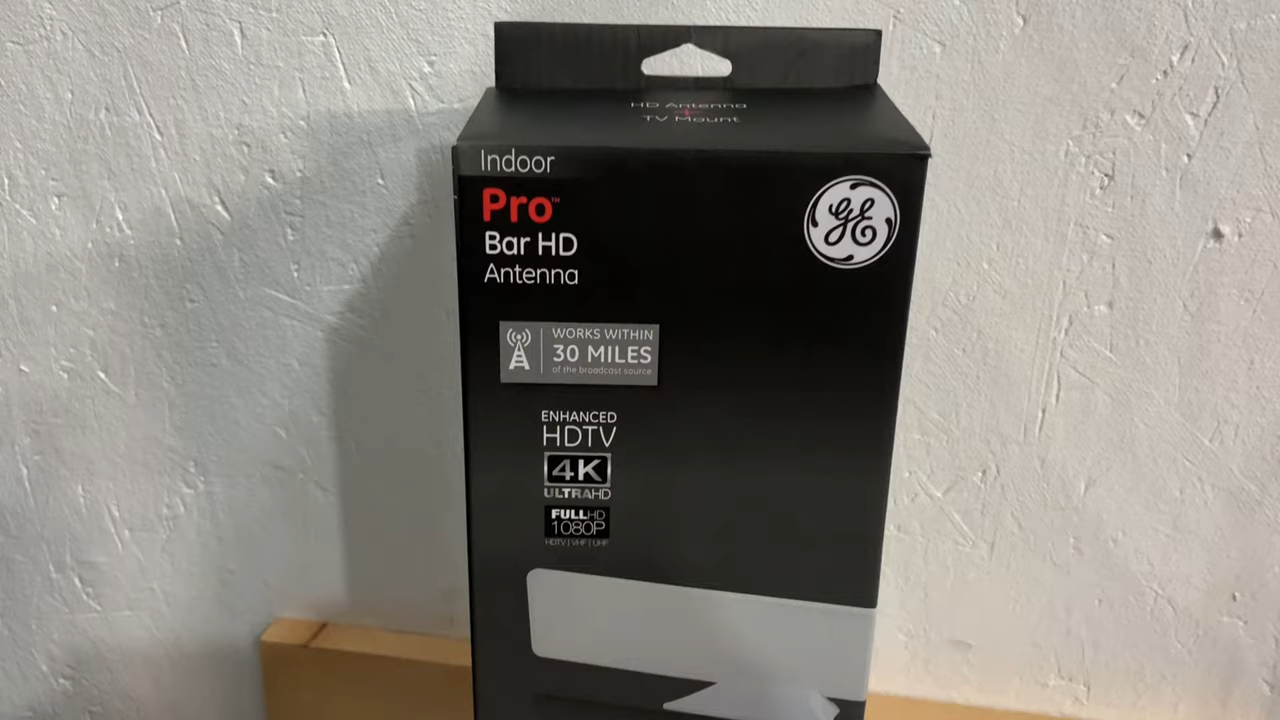 HD Antenna
+
TV Mount
Indoor
Pro™
Bar HD
Antenna
GE
WORKS WITHIN
30 MILES
of the broadcast source
ENHANCED
HDTV
4K
ULTRAHD
FULLHD
1080P
HDTV | VHF | UHF